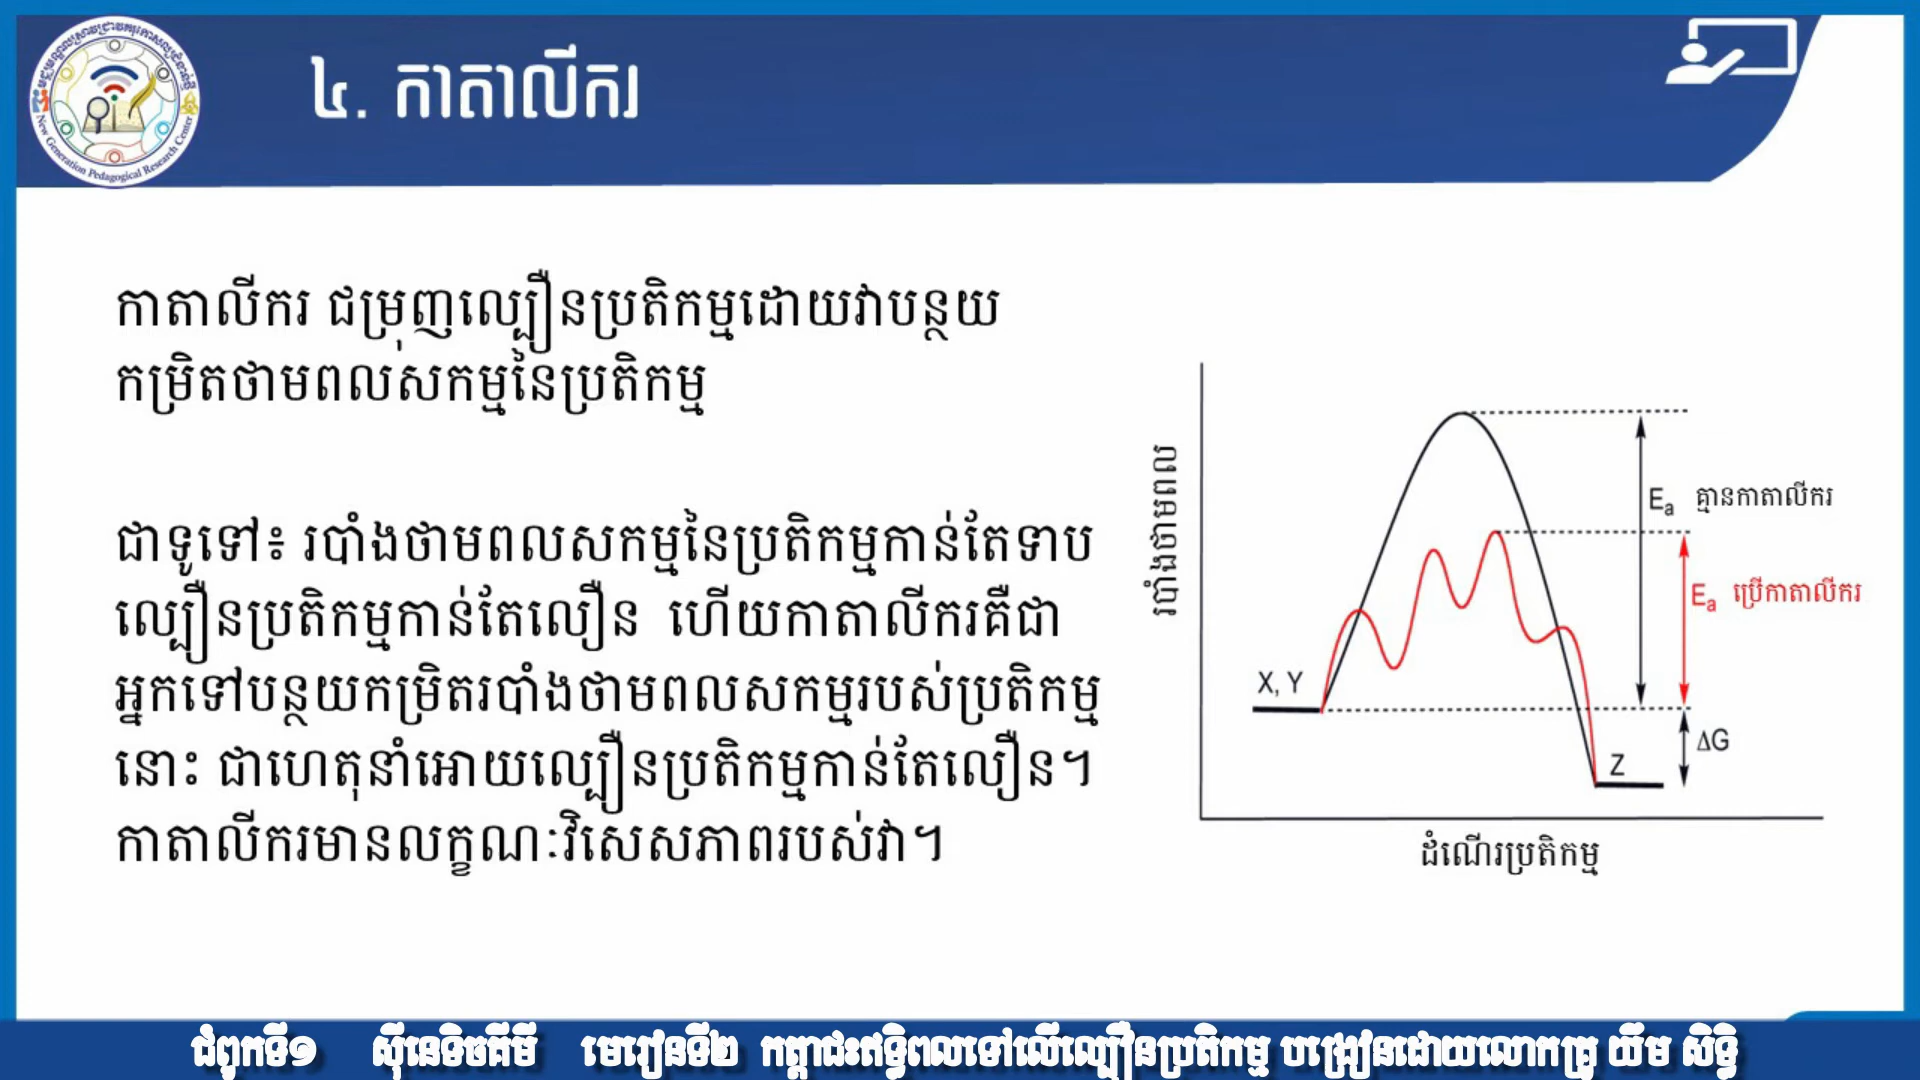 ៤. កាតាលីករ
New Generation Pedagogical Research Center
កាតាលីករ ជម្រុញល្បឿនប្រតិកម្មដោយវាបន្ថយ
កម្រិតថាមពលសកម្មនៃប្រតិកម្ម
ជាទូទៅ៖ របាំងថាមពលសកម្មនៃប្រតិកម្មកាន់តែទាប
ល្បឿនប្រតិកម្មកាន់តែលឿន ហើយកាតាលីករគឺជា
អ្នកទៅបន្ថយកម្រិតរបាំងថាមពលសកម្មរបស់ប្រតិកម្ម
នោះ ជាហេតុនាំអោយល្បឿនប្រតិកម្មកាន់តែលឿន។
កាតាលីករមានលក្ខណៈវិសេសភាពរបស់វា។
របាំងថាមពល
Ea គ្មានកាតាលីករ
Ea ប្រើកាតាលីករ
X, Y
ΔG
Z
ដំណើរប្រតិកម្ម
ជំពូកទី១ ស៊ីនេទិចគីមី មេរៀនទី២ កត្តាជះឥទ្ធិពលទៅលើល្បឿនប្រតិកម្ម បង្រៀនដោយលោកគ្រូ យឹម សិទ្ធិ